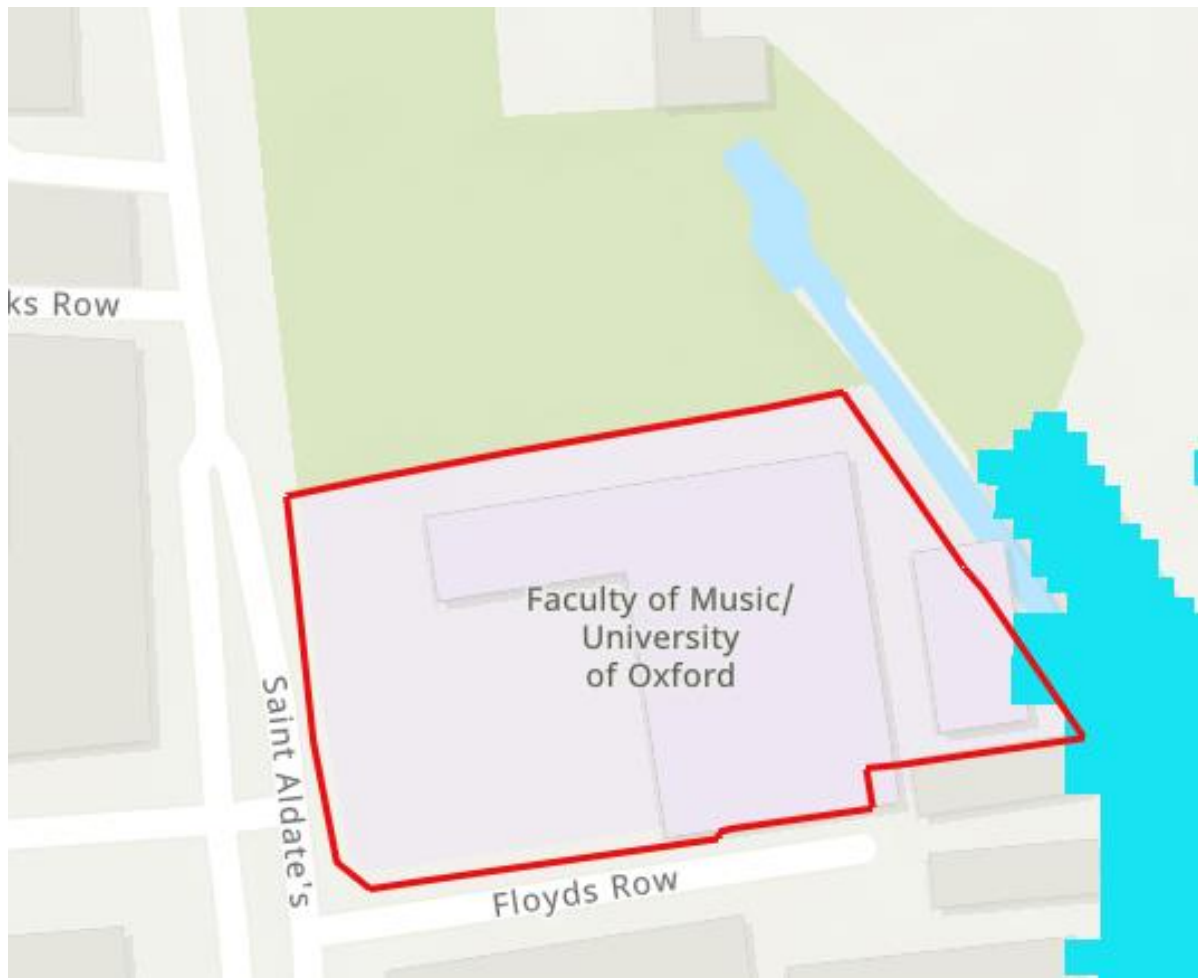 ks Row
Faculty of Music/
University
of Oxford
Saint Aldate's
Floyds Row